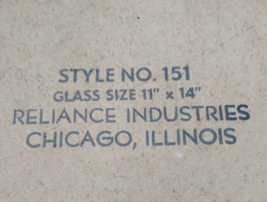 STYLE NO. 151
GLASS SIZE 11" x 14"
RELIANCE INDUSTRIES
CHICAGO, ILLINOIS